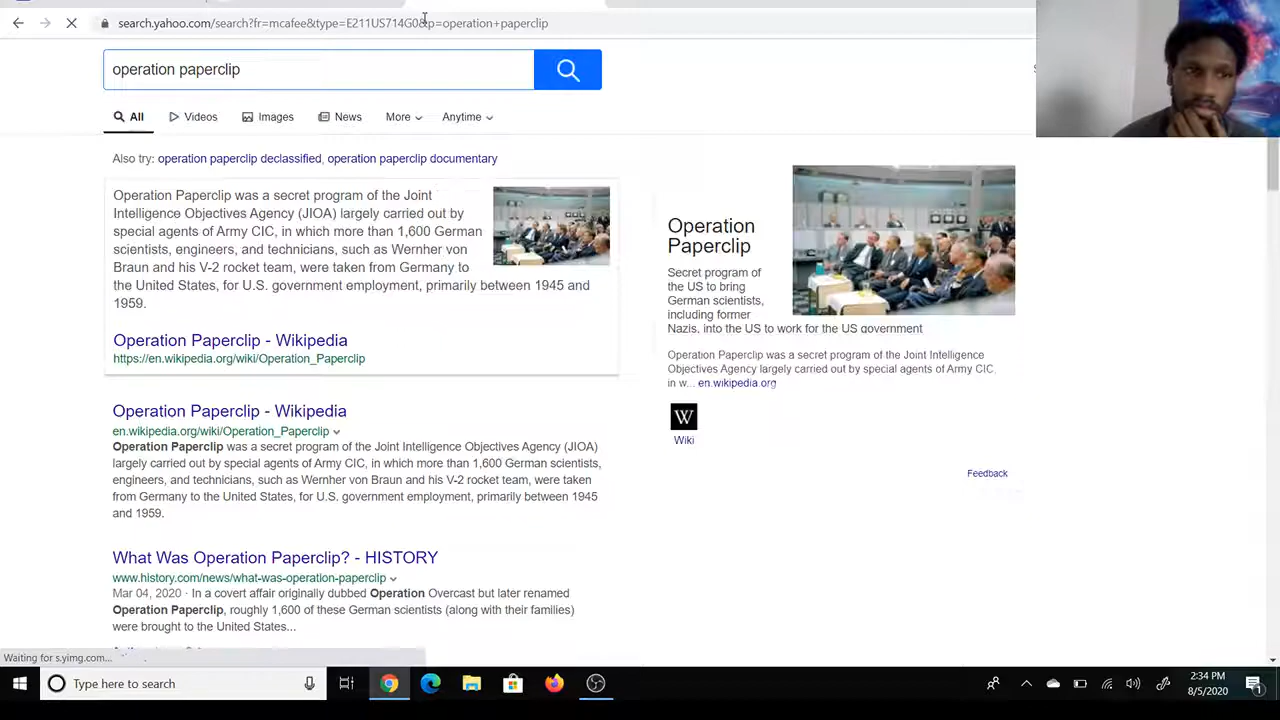 search.yahoo.com/search?fr=mcafee&type=E211US714G0&p=operation+paperclip
operation paperclip
All
Videos
Images
News
More
Anytime
Also try: operation paperclip declassified, operation paperclip documentary
Operation Paperclip was a secret program of the Joint
Intelligence Objectives Agency (JIOA) largely carried out by
special agents of Army CIC, in which more than 1,600 German
scientists, engineers, and technicians, such as Wernher von
Braun and his V-2 rocket team, were taken from Germany to
the United States, for U.S. government employment, primarily between 1945 and
1959.
Operation Paperclip - Wikipedia
https://en.wikipedia.org/wiki/Operation_Paperclip
Operation Paperclip - Wikipedia
en.wikipedia.org/wiki/Operation_Paperclip
Operation Paperclip was a secret program of the Joint Intelligence Objectives Agency (JIOA)
largely carried out by special agents of Army CIC, in which more than 1,600 German scientists,
engineers, and technicians, such as Wernher von Braun and his V-2 rocket team, were taken
from Germany to the United States, for U.S. government employment, primarily between 1945
and 1959.
What Was Operation Paperclip? - HISTORY
www.history.com/news/what-was-operation-paperclip
Mar 04, 2020 · In a covert affair originally dubbed Operation Overcast but later renamed
Operation Paperclip, roughly 1,600 of these German scientists (along with their families)
were brought to the United States...
Operation
Paperclip
Secret program of
the US to bring
German scientists,
including former
Nazis, into the US to work for the US government
Operation Paperclip was a secret program of the Joint Intelligence
Objectives Agency (JIOA) largely carried out by special agents of Army CIC,
in w... en.wikipedia.org
W
Wiki
Feedback
Waiting for s.yimg.com...
Type here to search
2:34 PM
8/5/2020
1